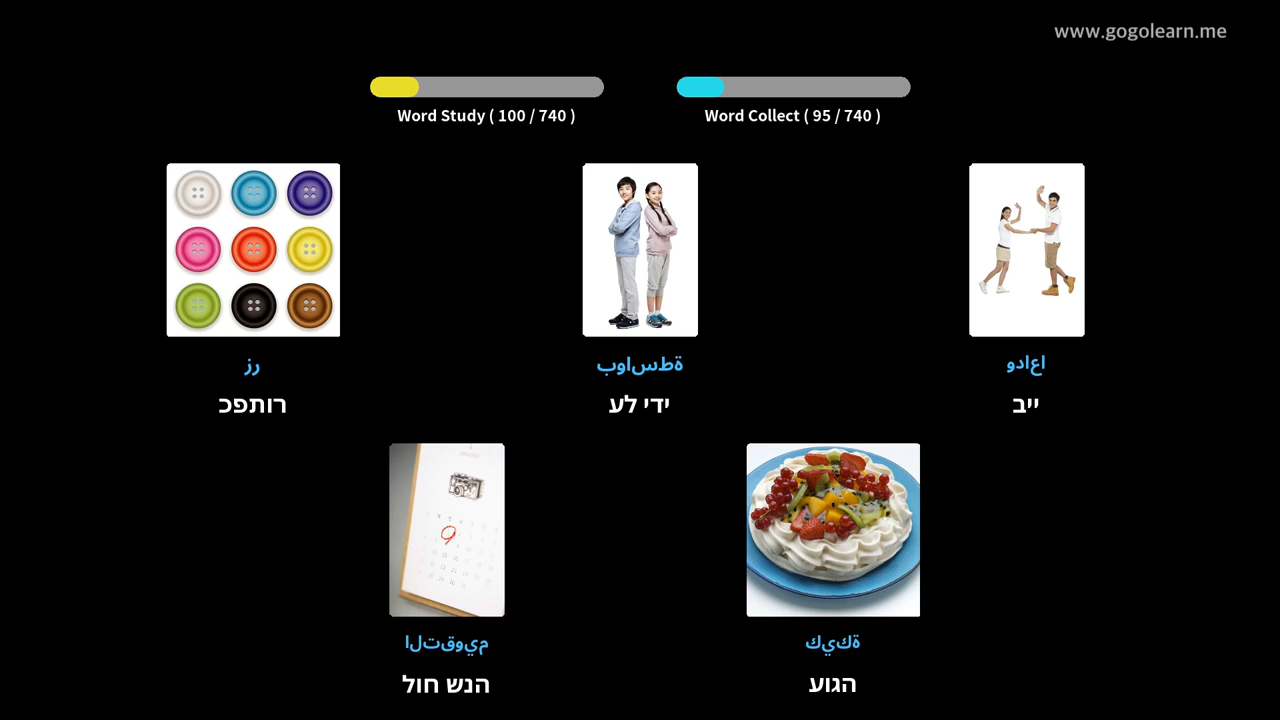 www.gogolearn.me
Word Study ( 100 / 740 )
Word Collect ( 95 / 740 )
رز
רותפכ
ةطساوب
ידי לע
اعادو
ייב
ميوقتلا
הנש חול
ةكيك
הגוע